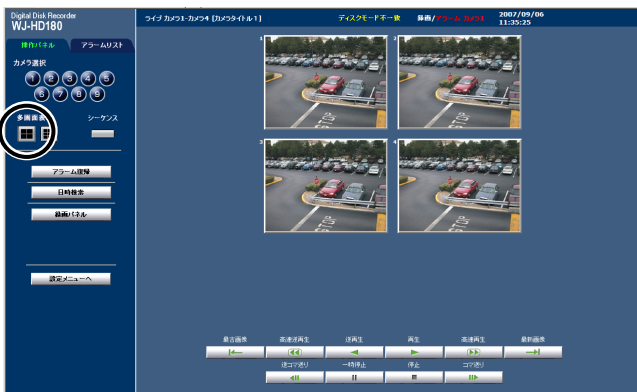 Digital Disk Recorder
WJ-HD180
ライブ カメラ1-カメラ4 [カメラタイトル1]
ディスクモード不一致
録画/アラーム カメラ1
2007/09/06
11:35:25
操作パネル
アラームリスト
カメラ選択
1 2 3 4 5
6 7 8 9
多画面表
シーケンス
アラーム復帰
日時検索
録画パネル
設定メニューへ
1
2
STOP
STOP
3
4
STOP
STOP
最古画像 高速逆再生 逆再生 再生 高速再生 最新画像
逆コマ送り 一時停止 停止 コマ送り